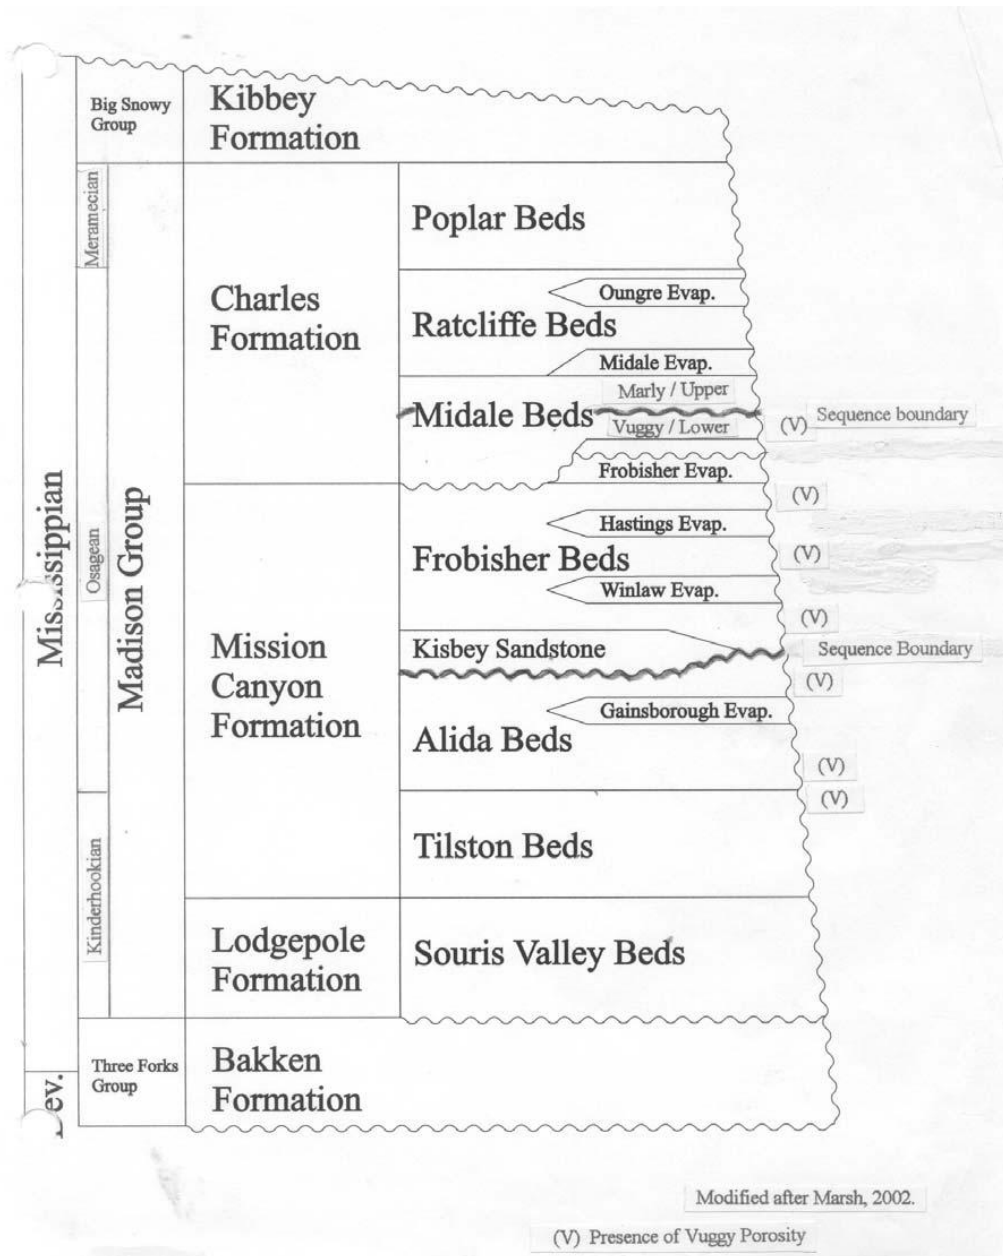 Big Snowy
Group
Kibbey
Formation
Mississippian
Madison Group
Meramecian
Osagean
Kinderhookian
Charles
Formation
Poplar Beds
Oungre Evap.
Ratcliffe Beds
Midale Evap.
Marly / Upper
Midale Beds
Vuggy / Lower
(V) Sequence boundary
Frobisher Evap.
(V)
Mission
Canyon
Formation
Hastings Evap.
Frobisher Beds
(V)
Winlaw Evap.
(V)
Kisbey Sandstone
Sequence Boundary
(V)
Gainsborough Evap.
Alida Beds
(V)
(V)
Tilston Beds
Lodgepole
Formation
Souris Valley Beds
Dev.
Three Forks
Group
Bakken
Formation
Modified after Marsh, 2002.
(V) Presence of Vuggy Porosity